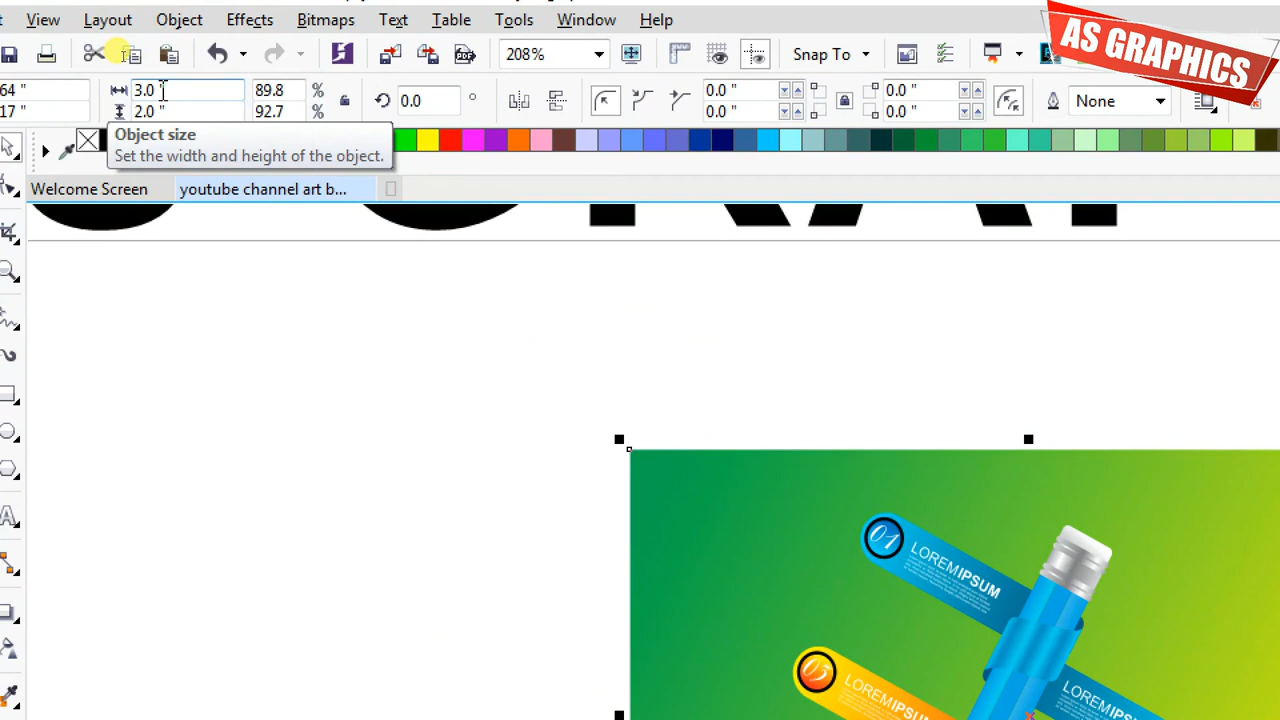 View Layout Object Effects Bitmaps Text Table Tools Window Help
AS GRAPHICS
208% Snap To
64 " 3.0 " 89.8 % 0.0 ° 0.0 " 0.0 " None
17 " 2.0 " 92.7 % 0.0 " 0.0 "
Object size
Set the width and height of the object.
Welcome Screen youtube channel art b...
01
LOREMIPSUM
03
LOREMIPSUM
LOREMIPSUM